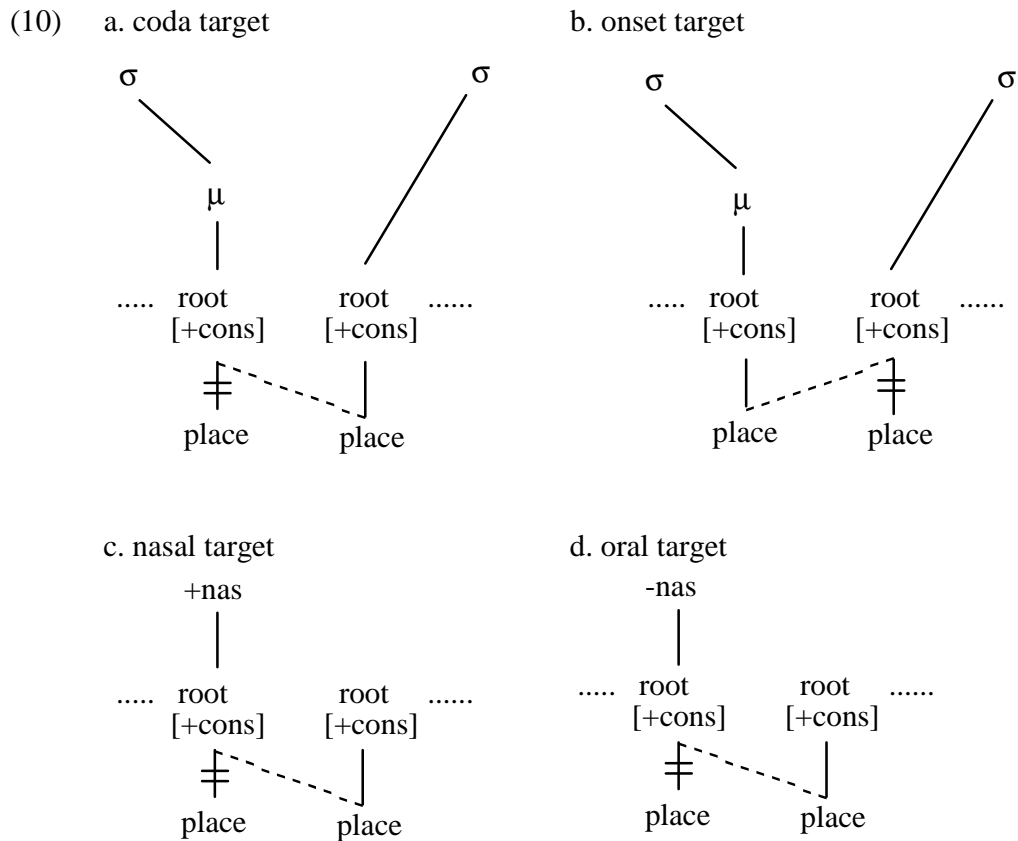 (10) a. coda target b. onset target
σ σ σ σ
μ μ
..... root root ...... ..... root root ......
[+cons] [+cons] [+cons] [+cons]
place place place place
c. nasal target d. oral target
+nas -nas
..... root root ...... ..... root root ......
[+cons] [+cons] [+cons] [+cons]
place place place place